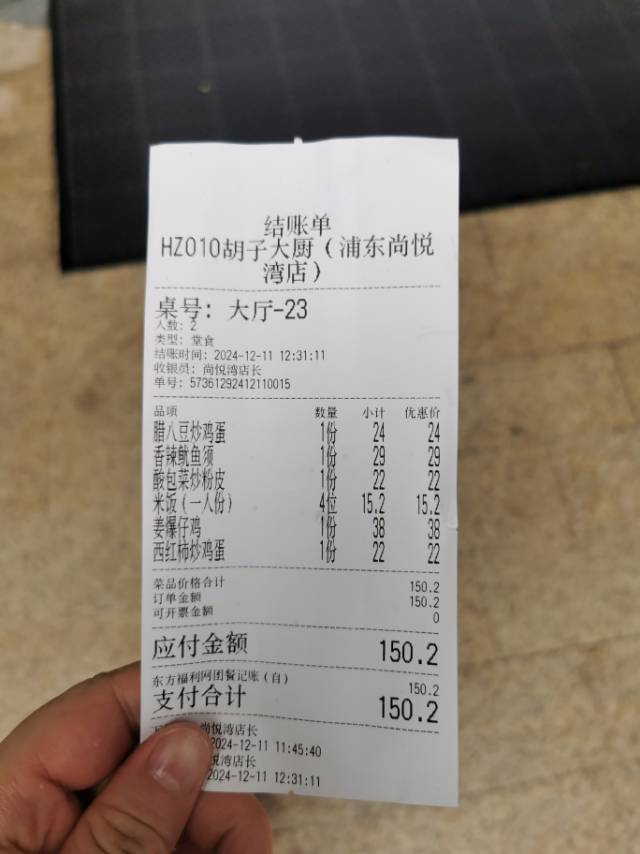 结账单
HZ010胡子大厨（浦东尚悦
湾店）
桌号: 大厅-23
人数: 2
类型: 堂食
结账时间: 2024-12-11 12:31:11
收银员: 尚悦湾店长
单号: 57361292412110015
品项 数量 小计 优惠价
腊八豆炒鸡蛋 1份 24 24
香辣鱿鱼须 1份 29 29
酸包菜炒粉皮 1份 22 22
米饭（一人份） 4位 15.2 15.2
姜爆仔鸡 1份 38 38
西红柿炒鸡蛋 1份 22 22
菜品价格合计 150.2
订单金额 150.2
可开票金额 0
应付金额 150.2
东方福利网团餐记账(自) 150.2
支付合计 150.2
尚悦湾店长
2024-12-11 11:45:40
悦湾店长
2024-12-11 12:31:11